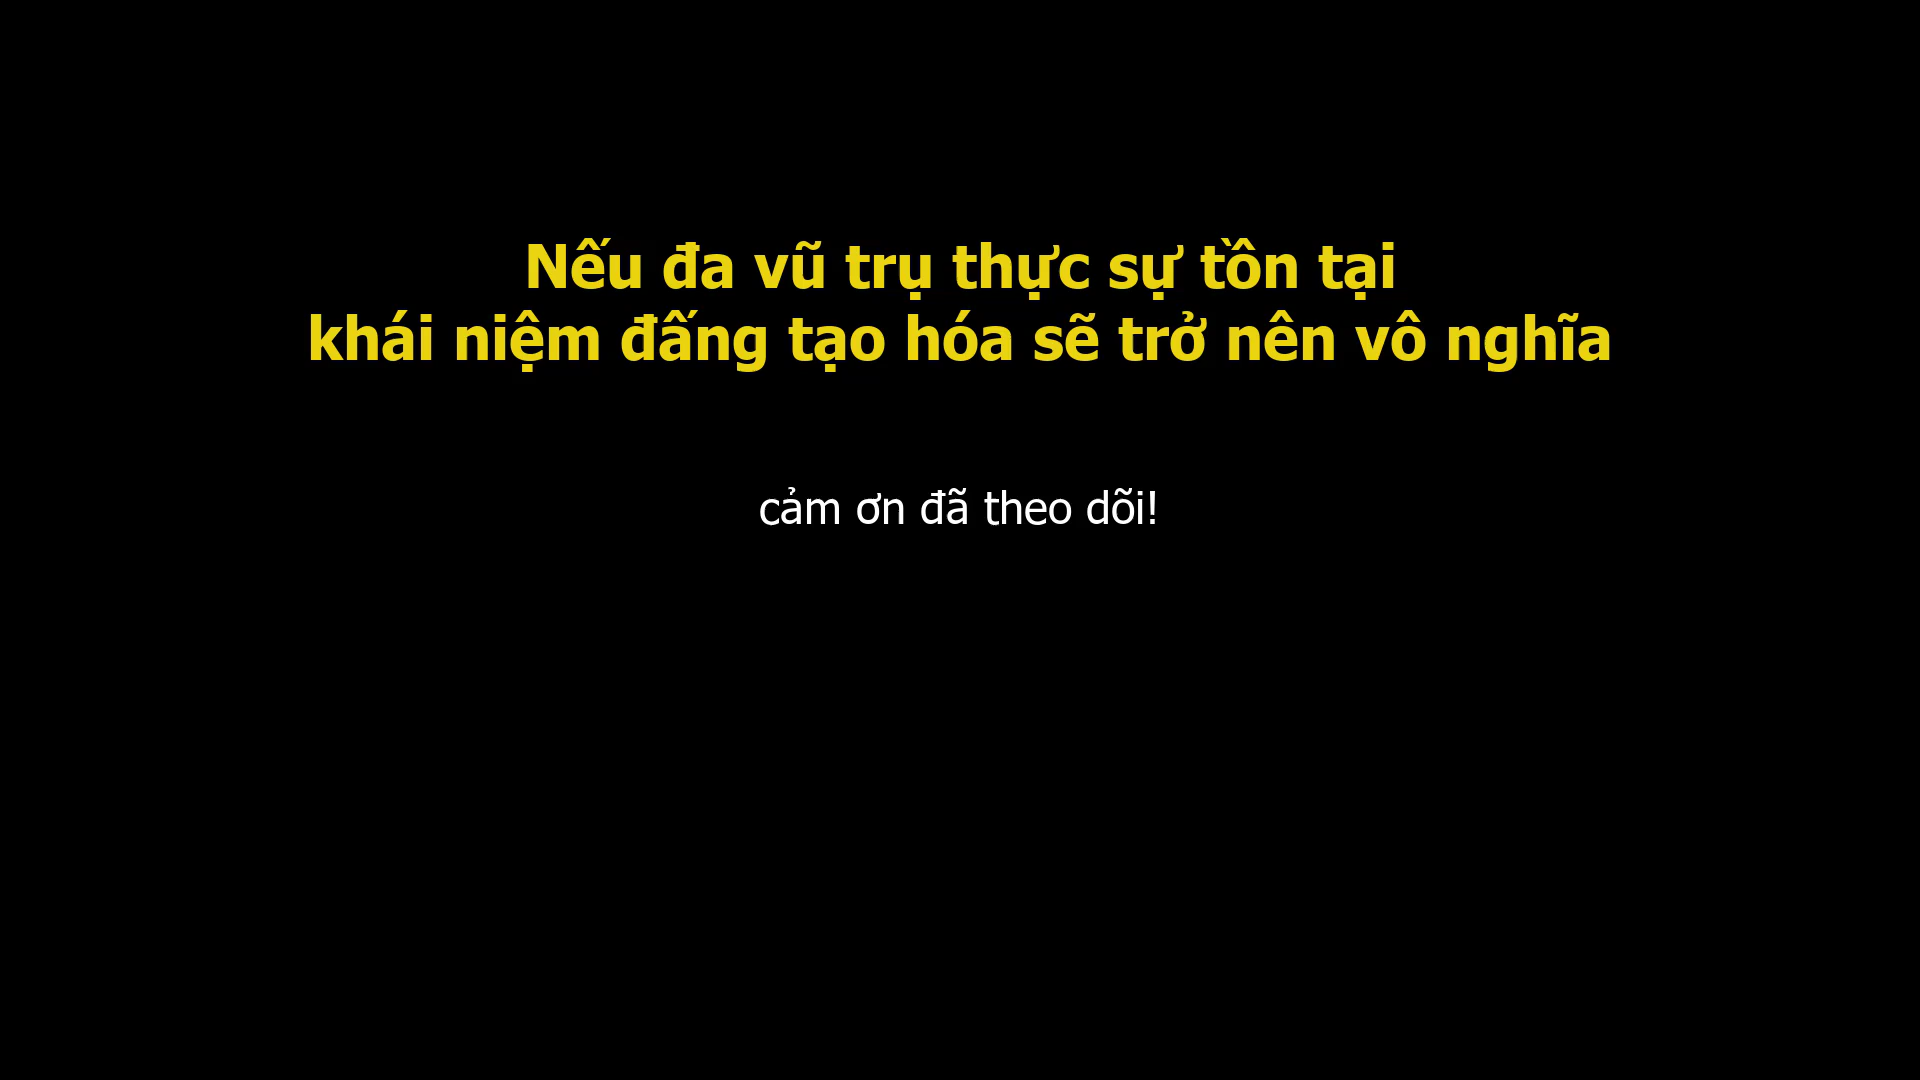 Nếu đa vũ trụ thực sự tồn tại
khái niệm đấng tạo hóa sẽ trở nên vô nghĩa
cảm ơn đã theo dõi!